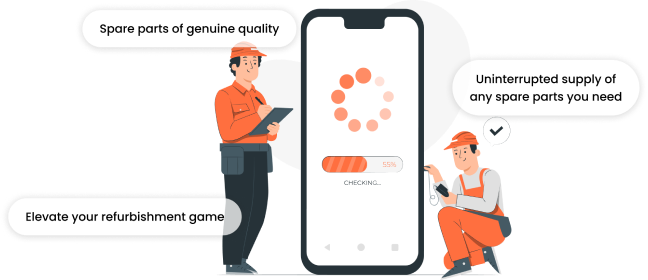 Spare parts of genuine quality
Uninterrupted supply of
any spare parts you need
55%
CHECKING...
Elevate your refurbishment game